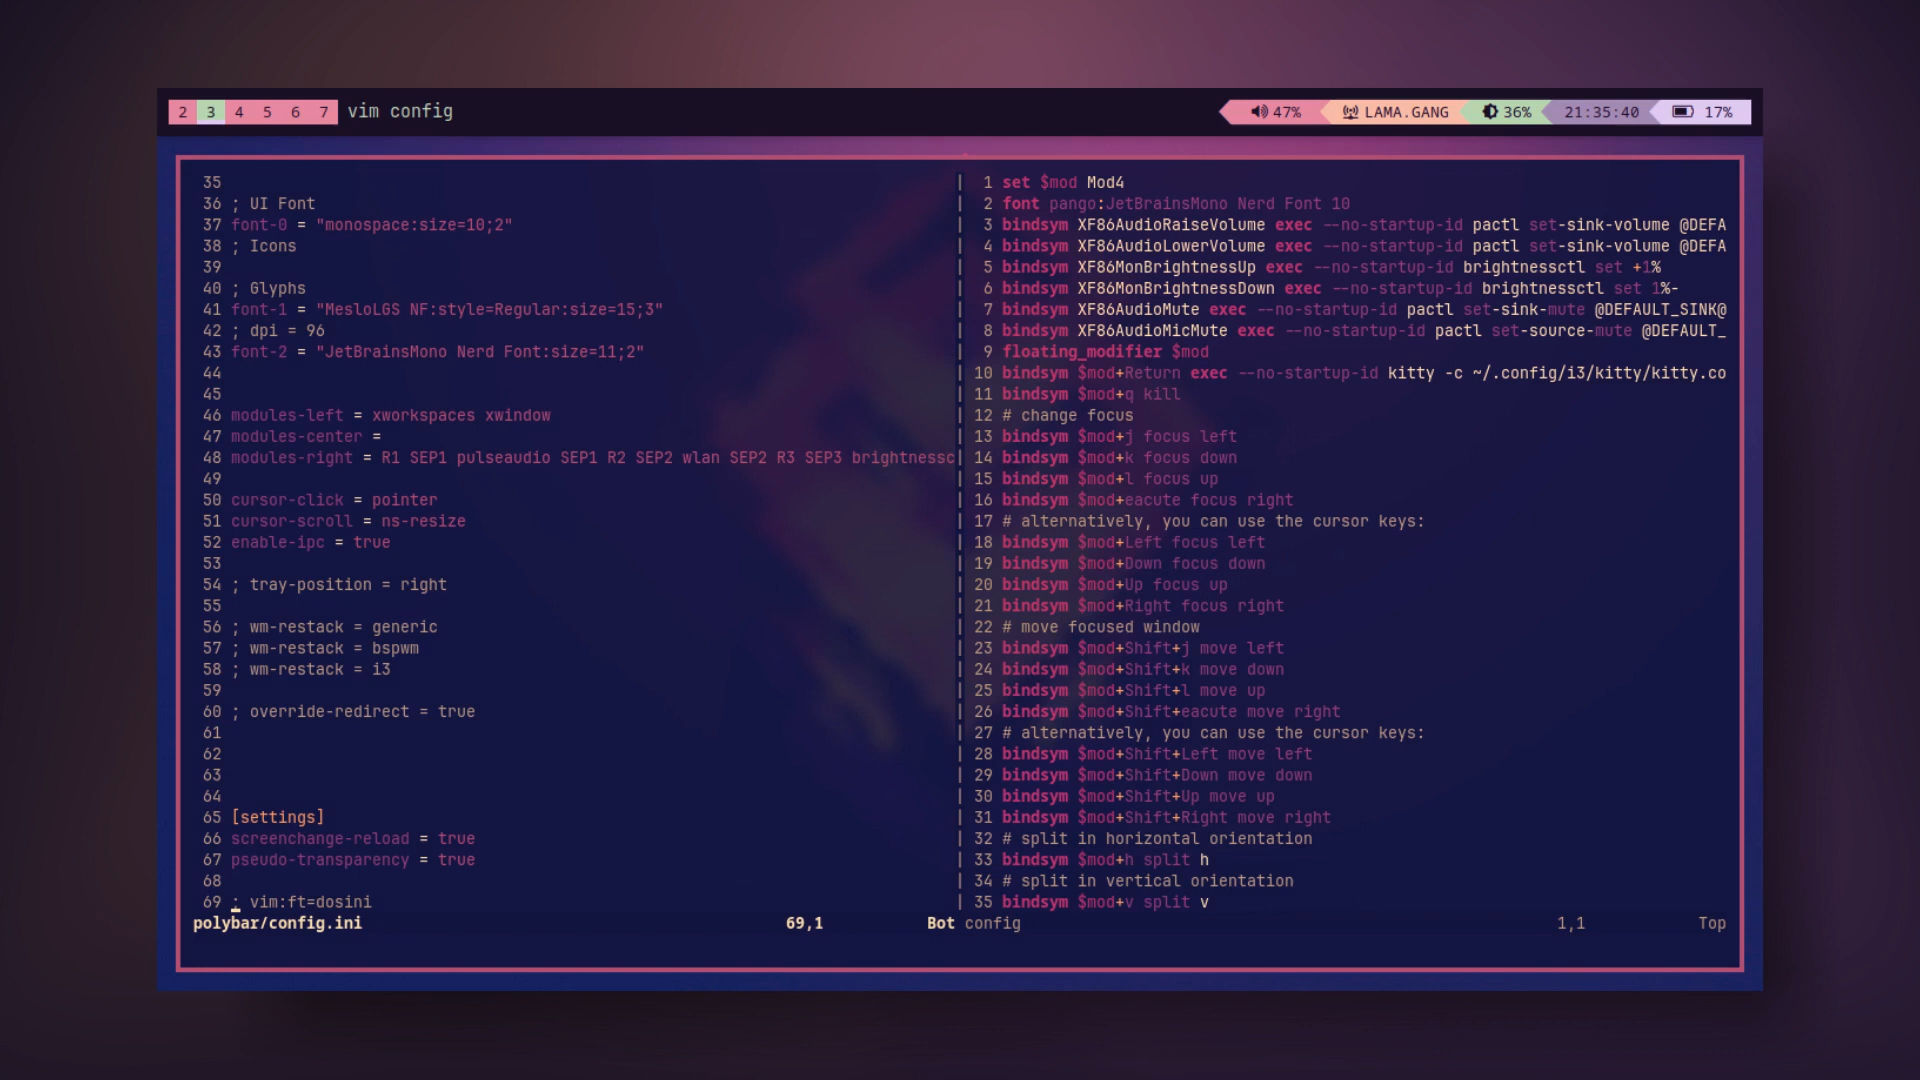 2 3 4 5 6 7 vim config 47% LAMA.GANG 36% 21:35:40 17%
35
36 ; UI Font
37 font-0 = "monospace:size=10;2"
38 ; Icons
39
40 ; Glyphs
41 font-1 = "MesloLGS NF:style=Regular:size=15;3"
42 ; dpi = 96
43 font-2 = "JetBrainsMono Nerd Font:size=11;2"
44
45
46 modules-left = xworkspaces xwindow
47 modules-center =
48 modules-right = R1 SEP1 pulseaudio SEP1 R2 SEP2 wlan SEP2 R3 SEP3 brightnessc
49
50 cursor-click = pointer
51 cursor-scroll = ns-resize
52 enable-ipc = true
53
54 ; tray-position = right
55
56 ; wm-restack = generic
57 ; wm-restack = bspwm
58 ; wm-restack = i3
59
60 ; override-redirect = true
61
62
63
64
65 [settings]
66 screenchange-reload = true
67 pseudo-transparency = true
68
69 ; vim:ft=dosini
polybar/config.ini 69,1 Bot
1 set $mod Mod4
2 font pango:JetBrainsMono Nerd Font 10
3 bindsym XF86AudioRaiseVolume exec --no-startup-id pactl set-sink-volume @DEFA
4 bindsym XF86AudioLowerVolume exec --no-startup-id pactl set-sink-volume @DEFA
5 bindsym XF86MonBrightnessUp exec --no-startup-id brightnessctl set +1%
6 bindsym XF86MonBrightnessDown exec --no-startup-id brightnessctl set 1%-
7 bindsym XF86AudioMute exec --no-startup-id pactl set-sink-mute @DEFAULT_SINK@
8 bindsym XF86AudioMicMute exec --no-startup-id pactl set-source-mute @DEFAULT_
9 floating_modifier $mod
10 bindsym $mod+Return exec --no-startup-id kitty -c ~/.config/i3/kitty/kitty.co
11 bindsym $mod+q kill
12 # change focus
13 bindsym $mod+j focus left
14 bindsym $mod+k focus down
15 bindsym $mod+l focus up
16 bindsym $mod+eacute focus right
17 # alternatively, you can use the cursor keys:
18 bindsym $mod+Left focus left
19 bindsym $mod+Down focus down
20 bindsym $mod+Up focus up
21 bindsym $mod+Right focus right
22 # move focused window
23 bindsym $mod+Shift+j move left
24 bindsym $mod+Shift+k move down
25 bindsym $mod+Shift+l move up
26 bindsym $mod+Shift+eacute move right
27 # alternatively, you can use the cursor keys:
28 bindsym $mod+Shift+Left move left
29 bindsym $mod+Shift+Down move down
30 bindsym $mod+Shift+Up move up
31 bindsym $mod+Shift+Right move right
32 # split in horizontal orientation
33 bindsym $mod+h split h
34 # split in vertical orientation
35 bindsym $mod+v split v
config 1,1 Top